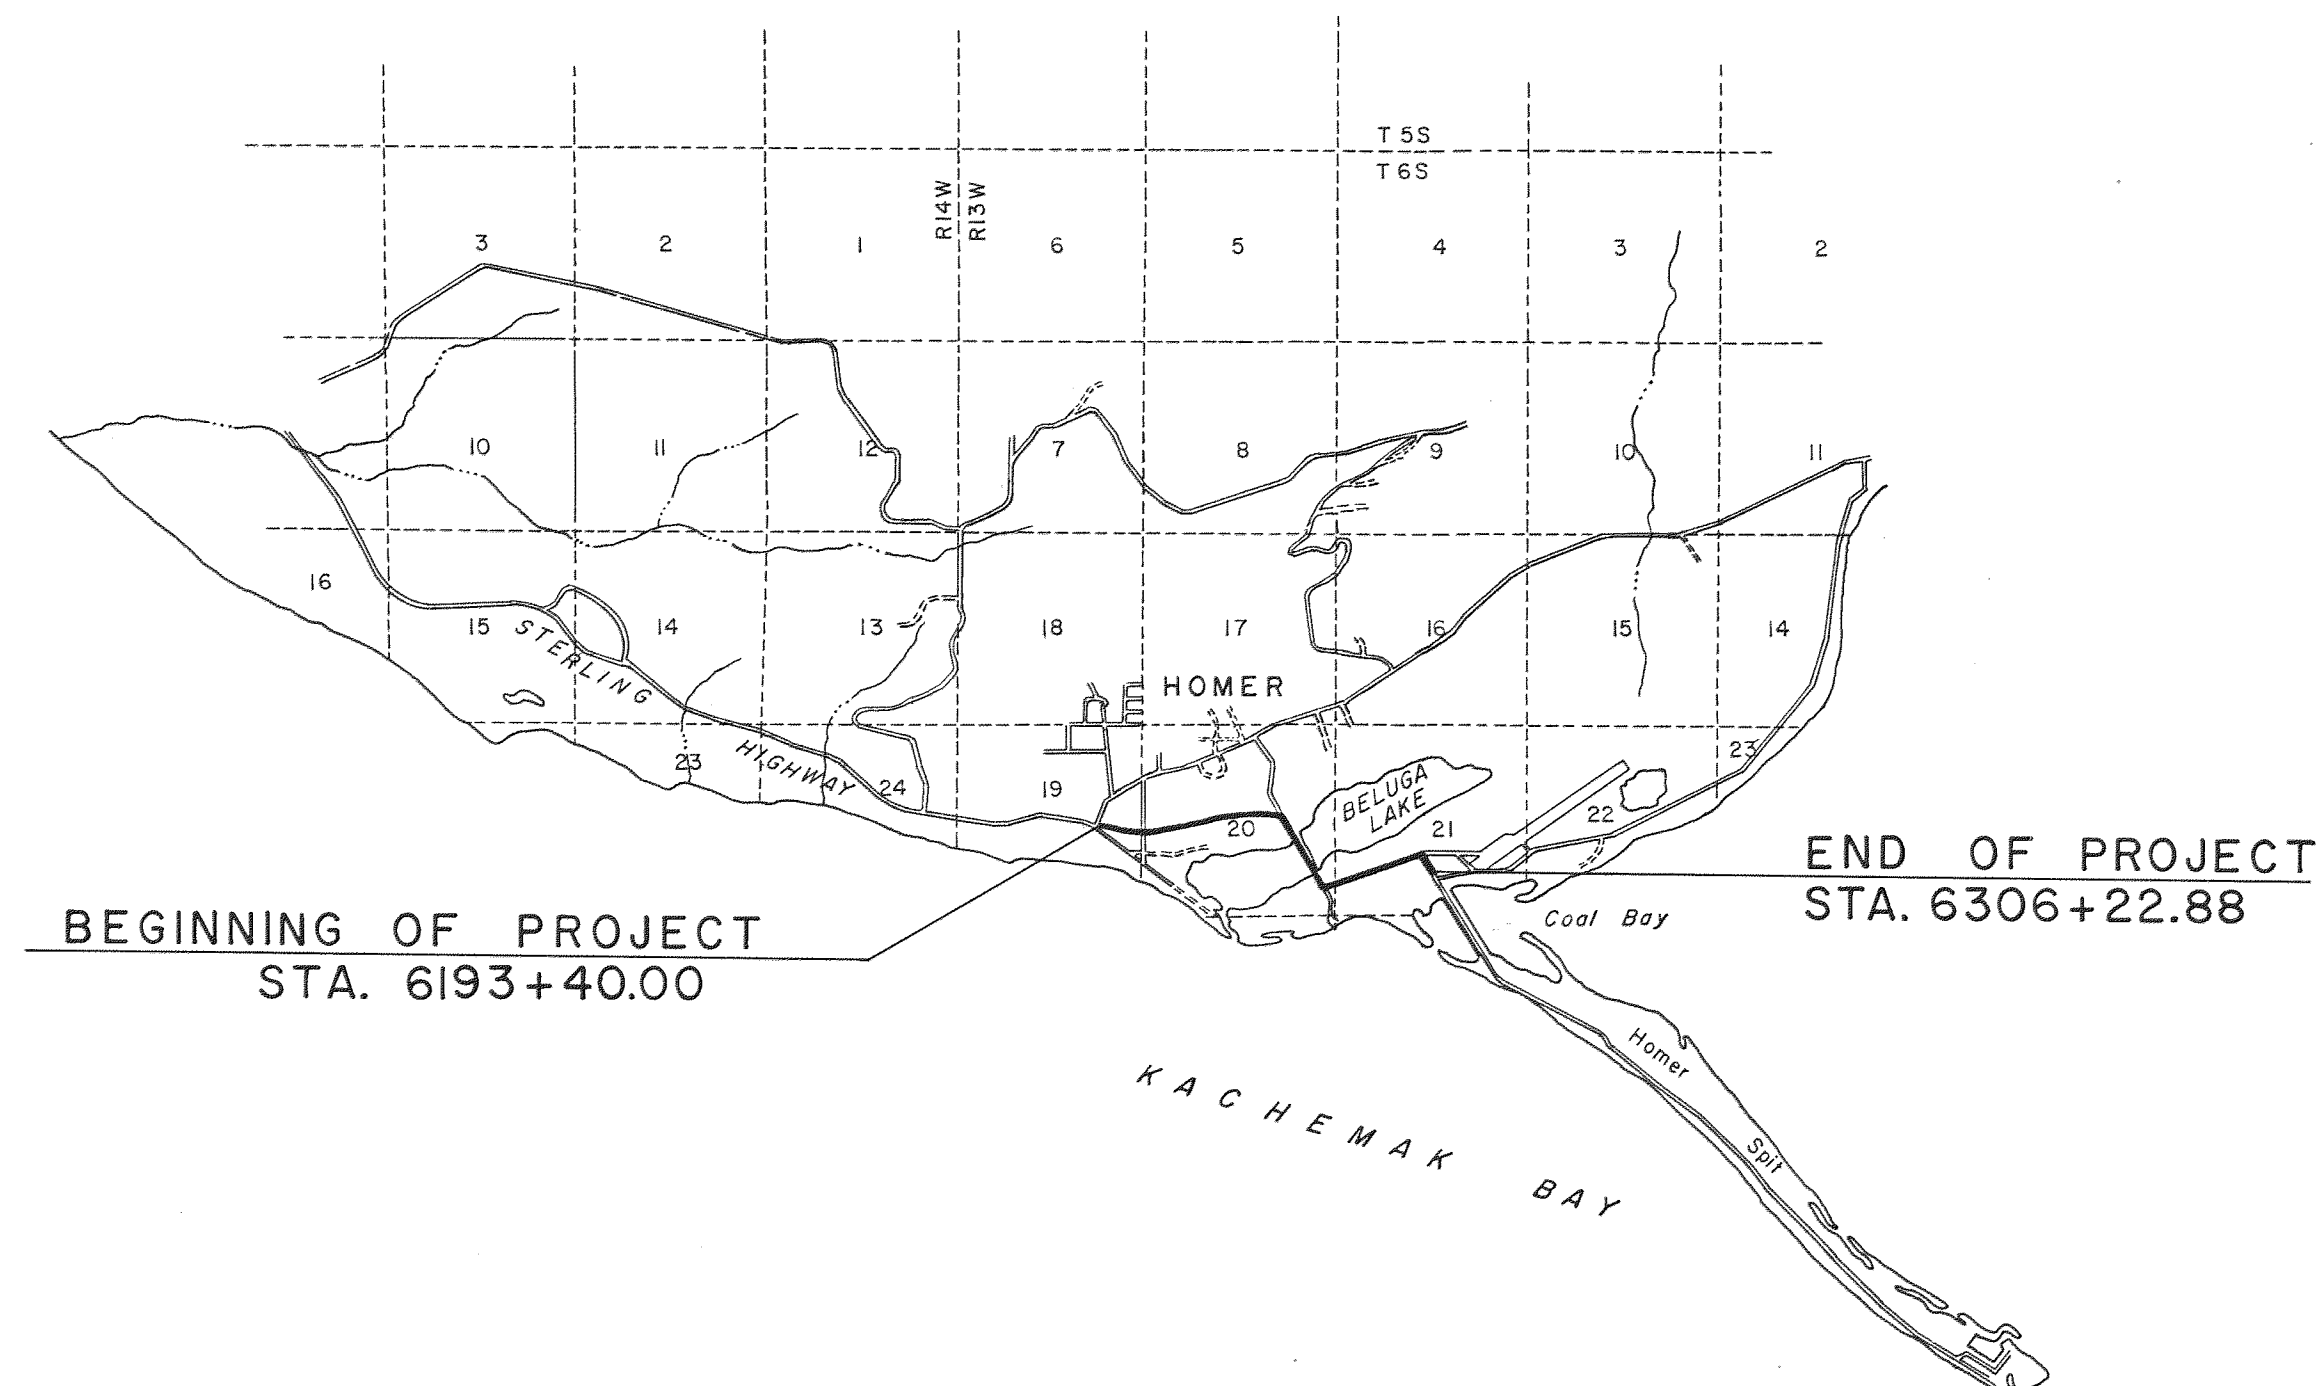 T 5S
T 6S
R14W
R13W
3 2 1 6 5 4 3 2
10 11 12 7 8 9 10 11
16
15 14 13 18 17 16 15 14
STERLING HIGHWAY
HOMER
23 24 19 20 21 22 23
BELUGA
LAKE
END OF PROJECT
STA. 6306+22.88
BEGINNING OF PROJECT
STA. 6193+40.00
Coal Bay
Homer Spit
KACHEMAK BAY